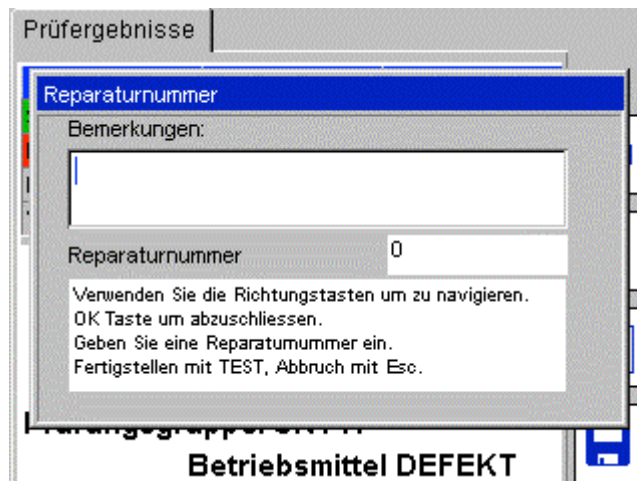 Prüfergebnisse
Reparaturnummer
Bemerkungen:
Reparaturnummer 0
Verwenden Sie die Richtungstasten um zu navigieren.
OK Taste um abzuschliessen.
Geben Sie eine Reparaturnummer ein.
Fertigstellen mit TEST, Abbruch mit Esc.
Betriebsmittel DEFEKT